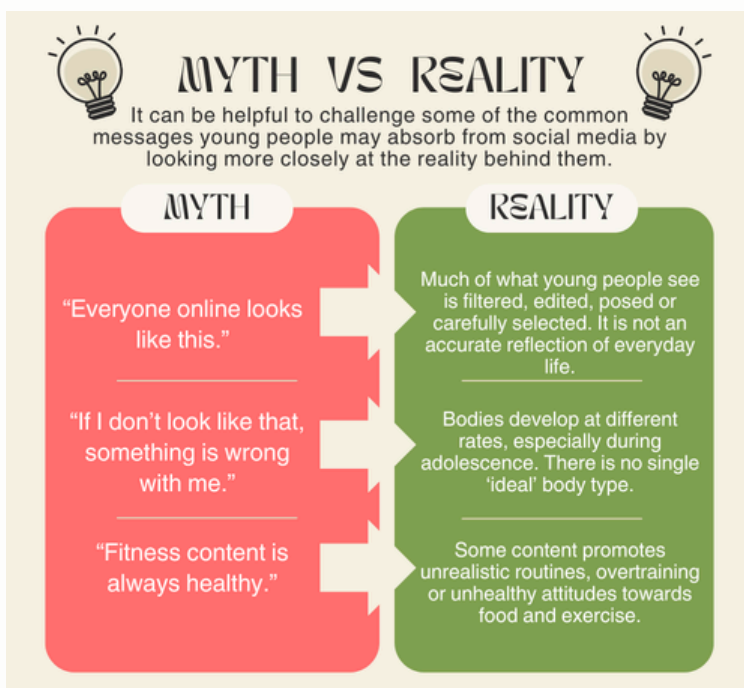 MYTH VS REALITY
It can be helpful to challenge some of the common
messages young people may absorb from social media by
looking more closely at the reality behind them.
MYTH
“Everyone online looks
like this.”
“If I don’t look like that,
something is wrong
with me.”
“Fitness content is
always healthy.”
REALITY
Much of what young people see
is filtered, edited, posed or
carefully selected. It is not an
accurate reflection of everyday
life.
Bodies develop at different
rates, especially during
adolescence. There is no single
‘ideal’ body type.
Some content promotes
unrealistic routines, overtraining
or unhealthy attitudes towards
food and exercise.